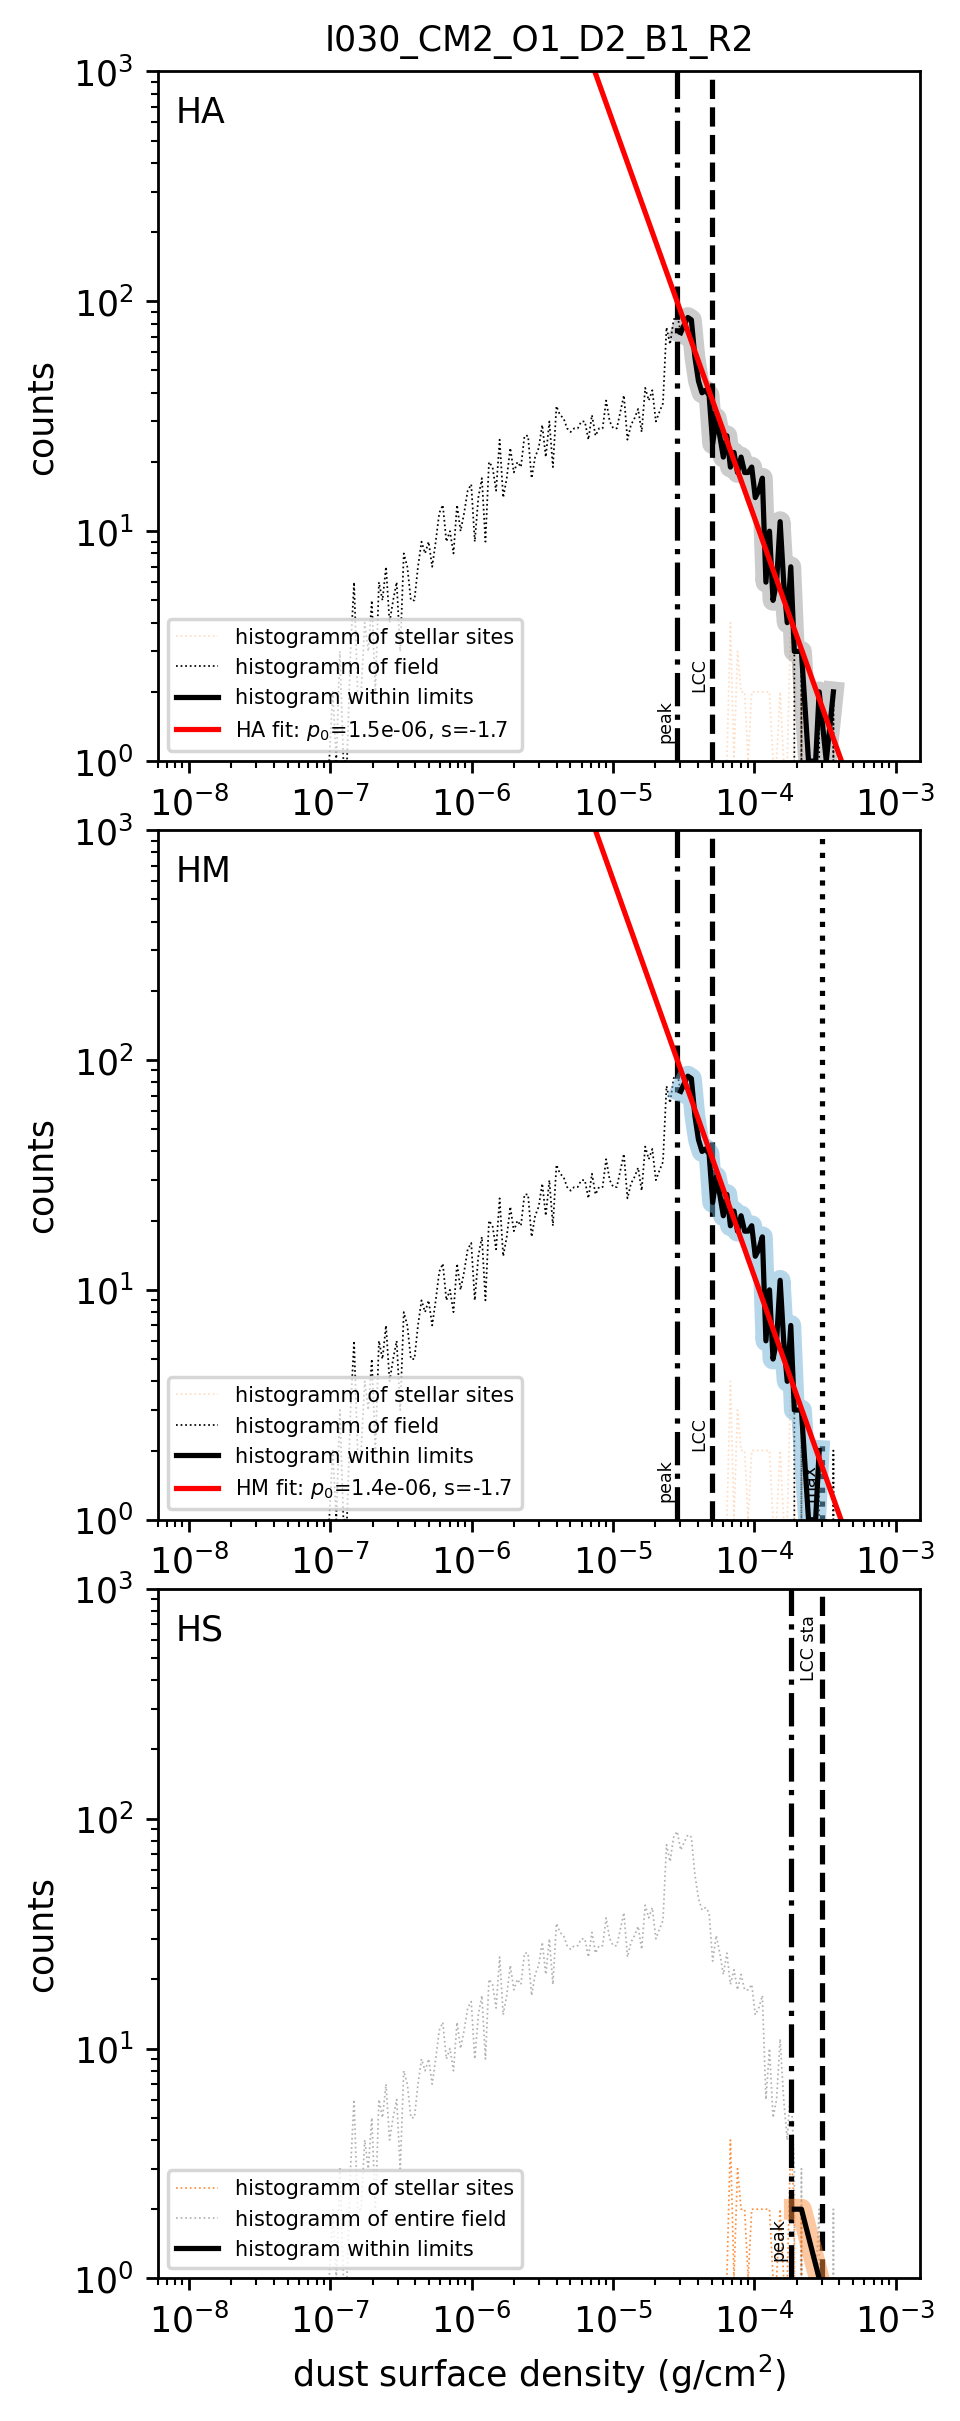 I030_CM2_O1_D2_B1_R2
HA
10³
10²
10¹
10⁰
counts
peak
LCC
histogramm of stellar sites
histogramm of field
histogram within limits
HA fit: p₀=1.5e-06, s=-1.7
10⁻⁸ 10⁻⁷ 10⁻⁶ 10⁻⁵ 10⁻⁴ 10⁻³
HM
10³
10²
10¹
10⁰
counts
peak
LCC
histogramm of stellar sites
histogramm of field
histogram within limits
HM fit: p₀=1.4e-06, s=-1.7
10⁻⁸ 10⁻⁷ 10⁻⁶ 10⁻⁵ 10⁻⁴ 10⁻³
HS
10³
10²
10¹
10⁰
counts
LCC sta
peak
histogramm of stellar sites
histogramm of entire field
histogram within limits
10⁻⁸ 10⁻⁷ 10⁻⁶ 10⁻⁵ 10⁻⁴ 10⁻³
dust surface density (g/cm²)